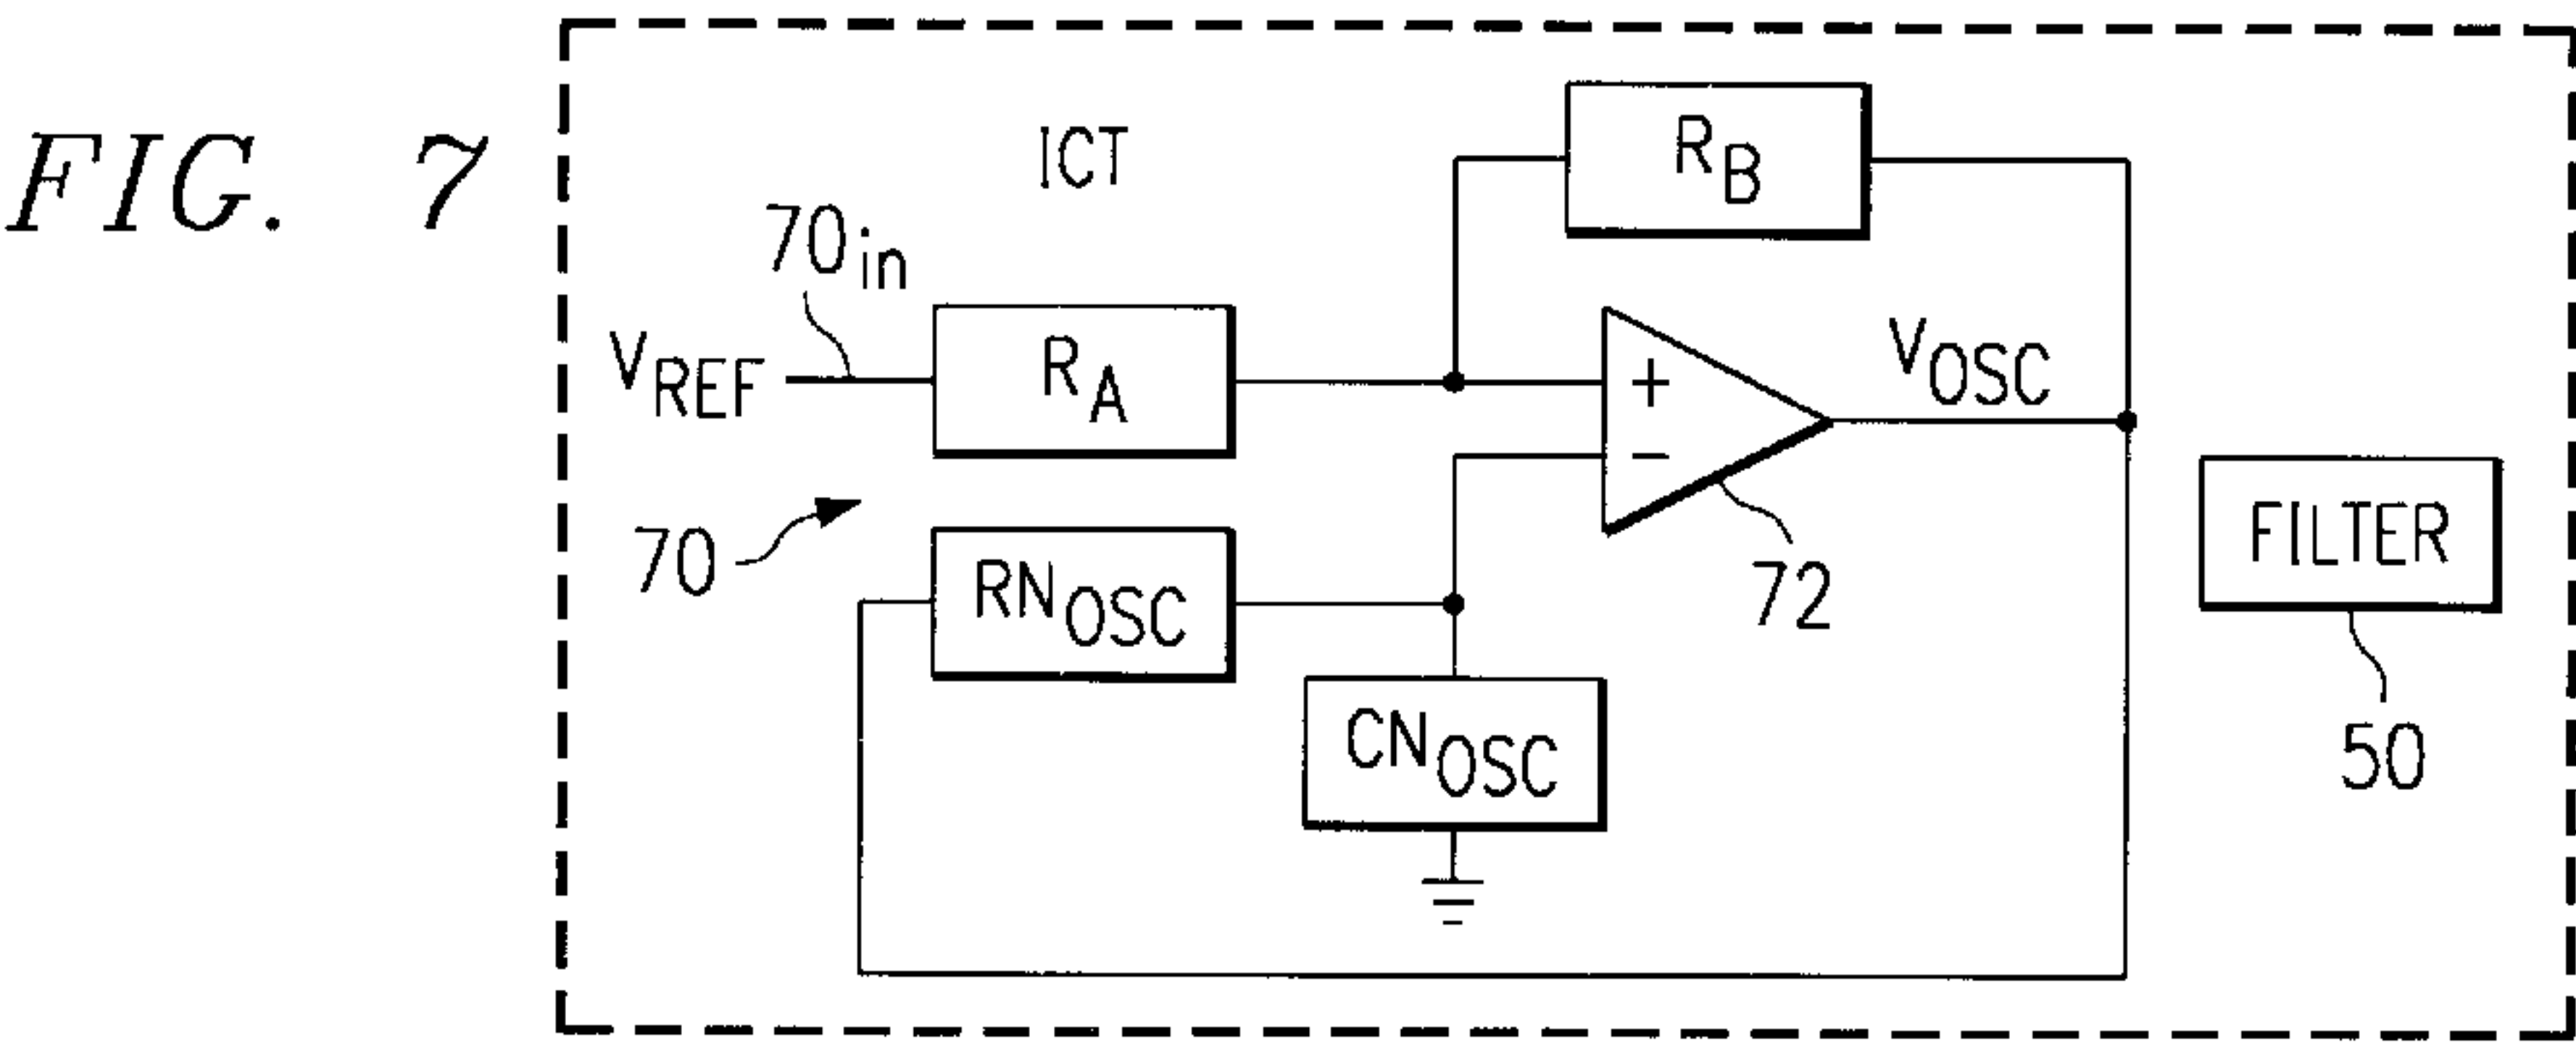 FIG. 7
ICT
R_B
70_in
V_REF
R_A
+
V_OSC
−
70
RN_OSC
72
FILTER
CN_OSC
50